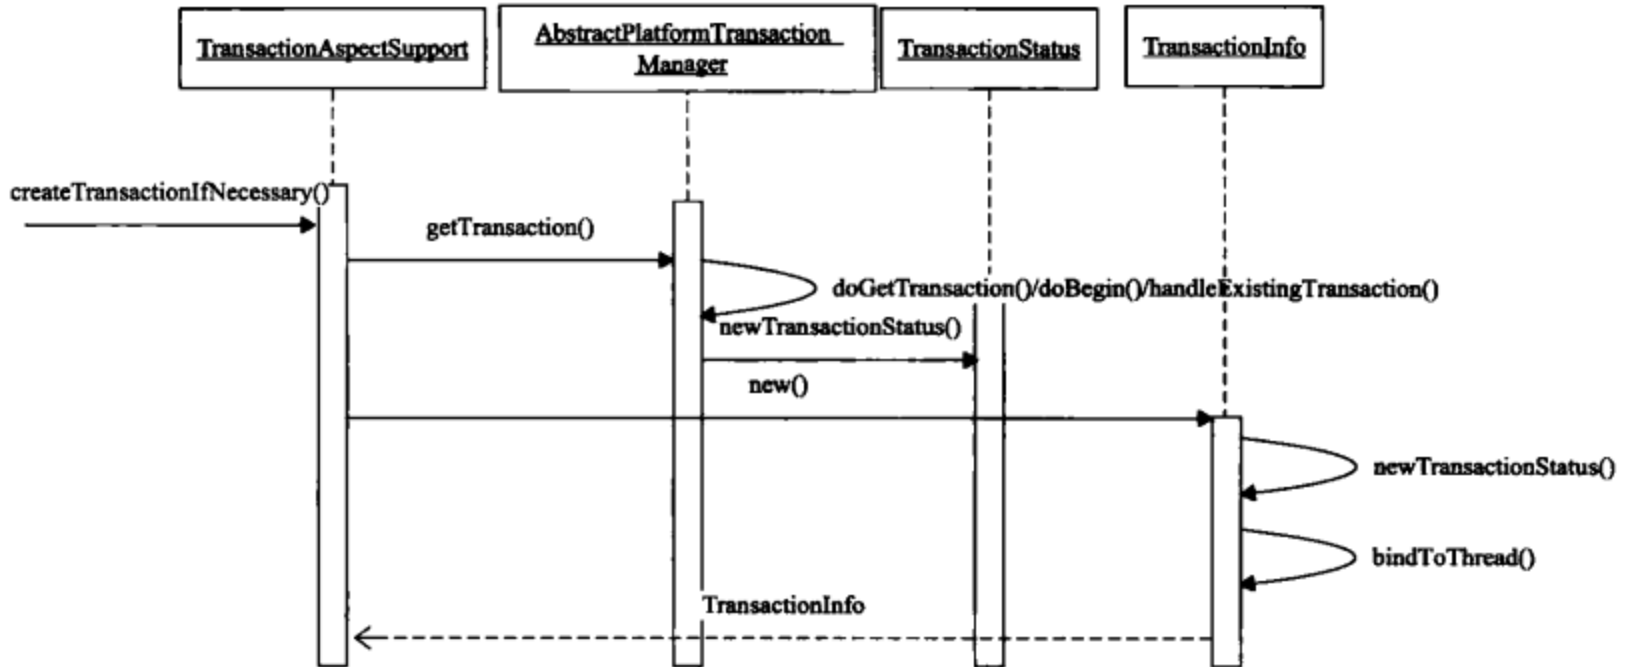 TransactionAspectSupport
AbstractPlatformTransaction
Manager
TransactionStatus
TransactionInfo
createTransactionIfNecessary()
getTransaction()
doGetTransaction()/doBegin()/handleExistingTransaction()
newTransactionStatus()
new()
newTransactionStatus()
bindToThread()
TransactionInfo